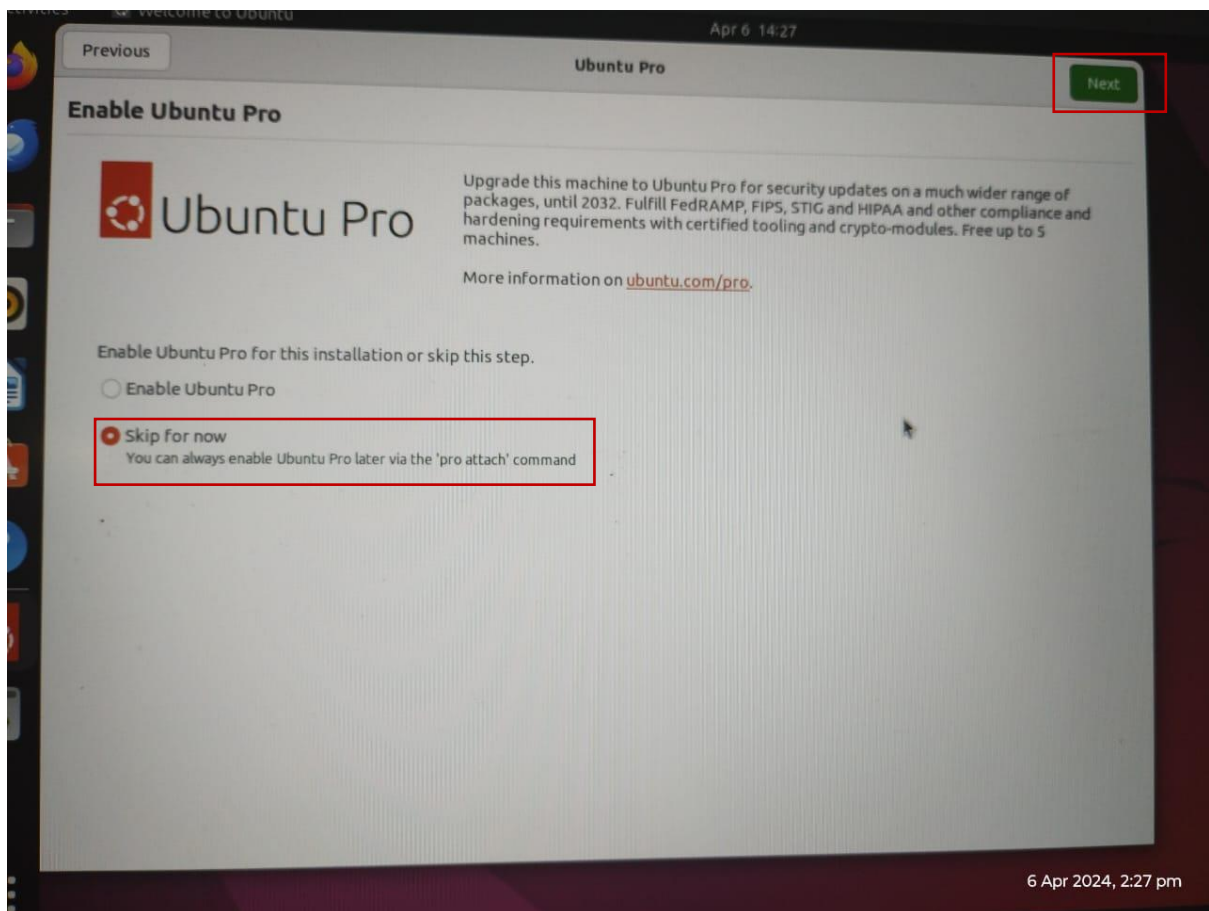 Welcome to Ubuntu
Apr 6 14:27
Previous
Ubuntu Pro
Next
Enable Ubuntu Pro
Ubuntu Pro
Upgrade this machine to Ubuntu Pro for security updates on a much wider range of
packages, until 2032. Fulfill FedRAMP, FIPS, STIG and HIPAA and other compliance and
hardening requirements with certified tooling and crypto-modules. Free up to 5
machines.
More information on ubuntu.com/pro.
Enable Ubuntu Pro for this installation or skip this step.
Enable Ubuntu Pro
Skip for now
You can always enable Ubuntu Pro later via the 'pro attach' command
6 Apr 2024, 2:27 pm